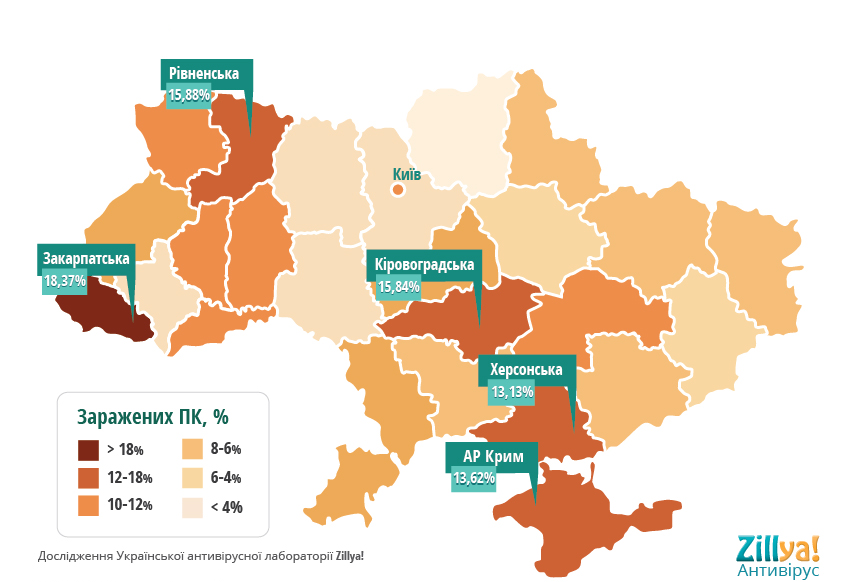 Рівненська
15,88%
Київ
Закарпатська
18,37%
Кіровоградська
15,84%
Херсонська
13,13%
АР Крим
13,62%
Заражених ПК, %
> 18%
12-18%
10-12%
8-6%
6-4%
< 4%
Дослідження Української антивірусної лабораторії Zillya!
Zillya!
Антивірус